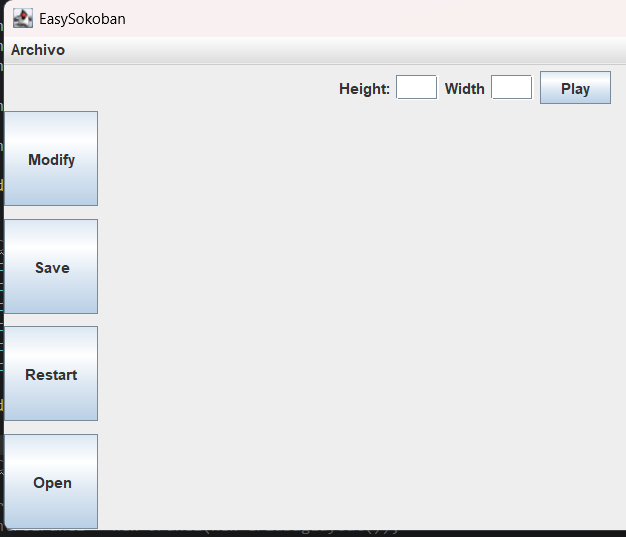 EasySokoban
Archivo
Height: Width Play
Modify
Save
Restart
Open